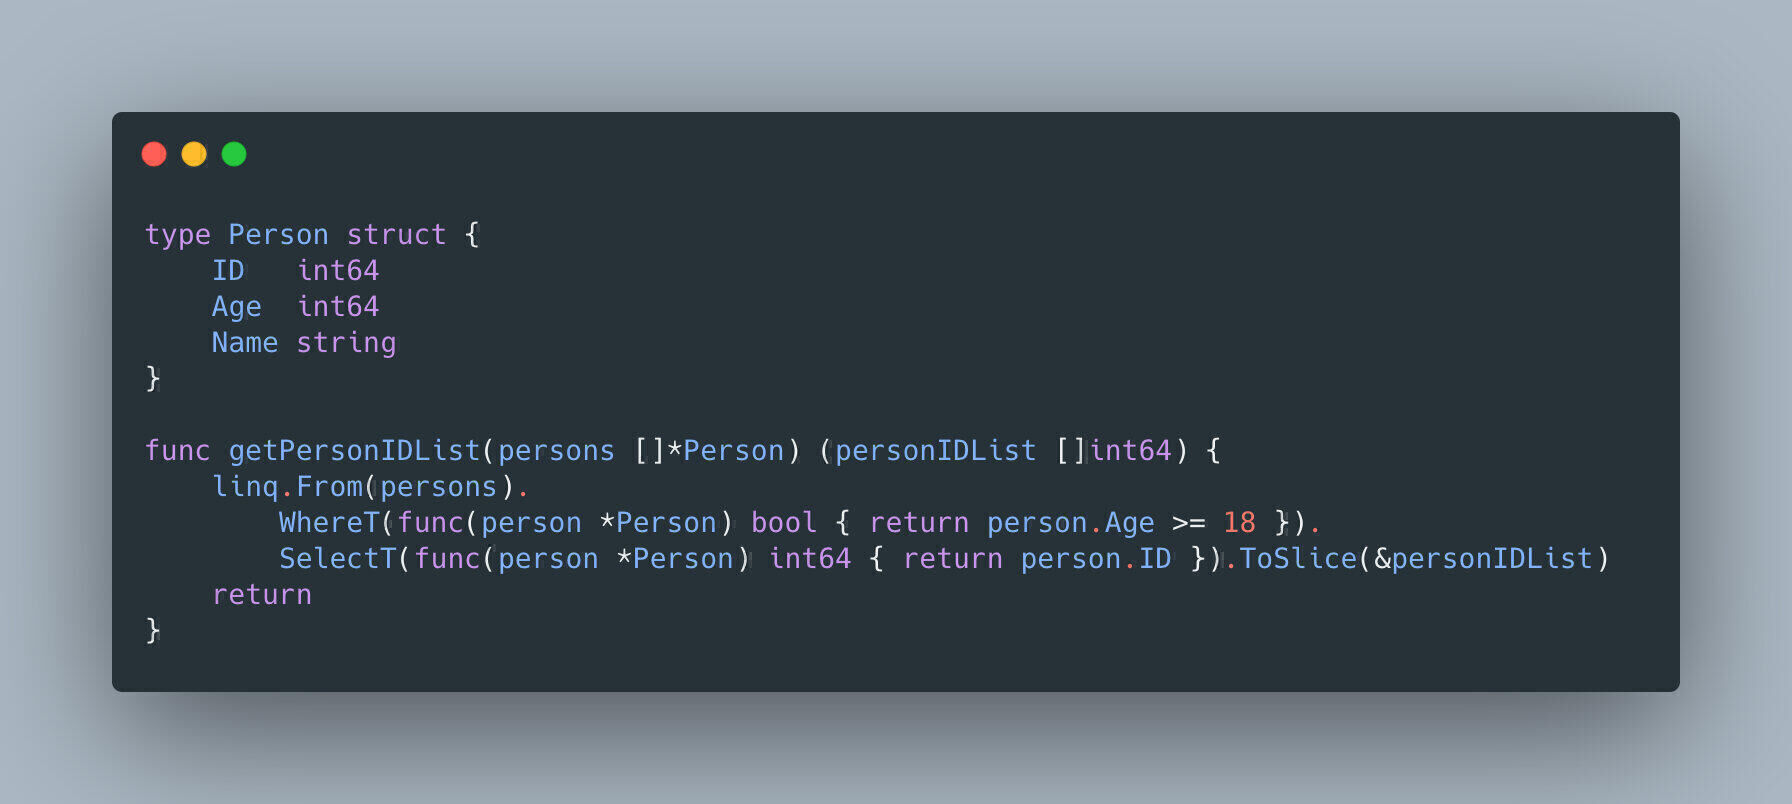 type Person struct {
    ID   int64
    Age  int64
    Name string
}

func getPersonIDList(persons []*Person) (personIDList []int64) {
    linq.From(persons).
        WhereT(func(person *Person) bool { return person.Age >= 18 }).
        SelectT(func(person *Person) int64 { return person.ID }).ToSlice(&personIDList)
    return
}